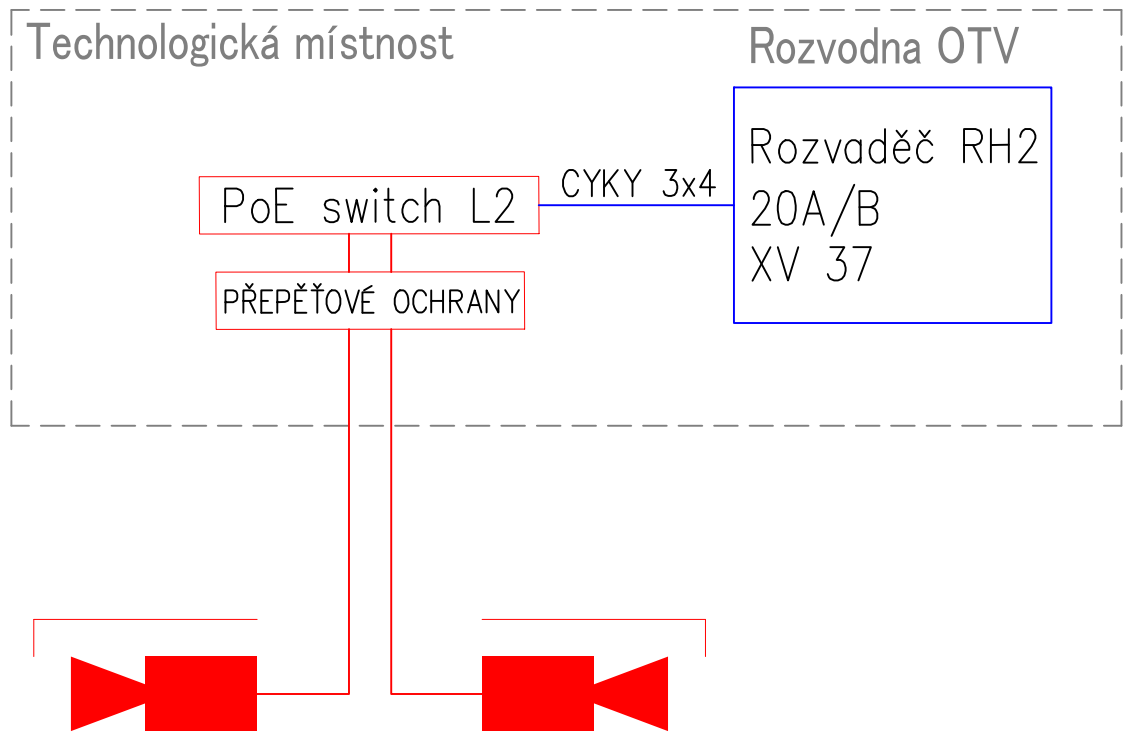 Technologická místnost
Rozvodna OTV
Rozvaděč RH2
20A/B
XV 37
CYKY 3x4
PoE switch L2
PŘEPĚŤOVÉ OCHRANY